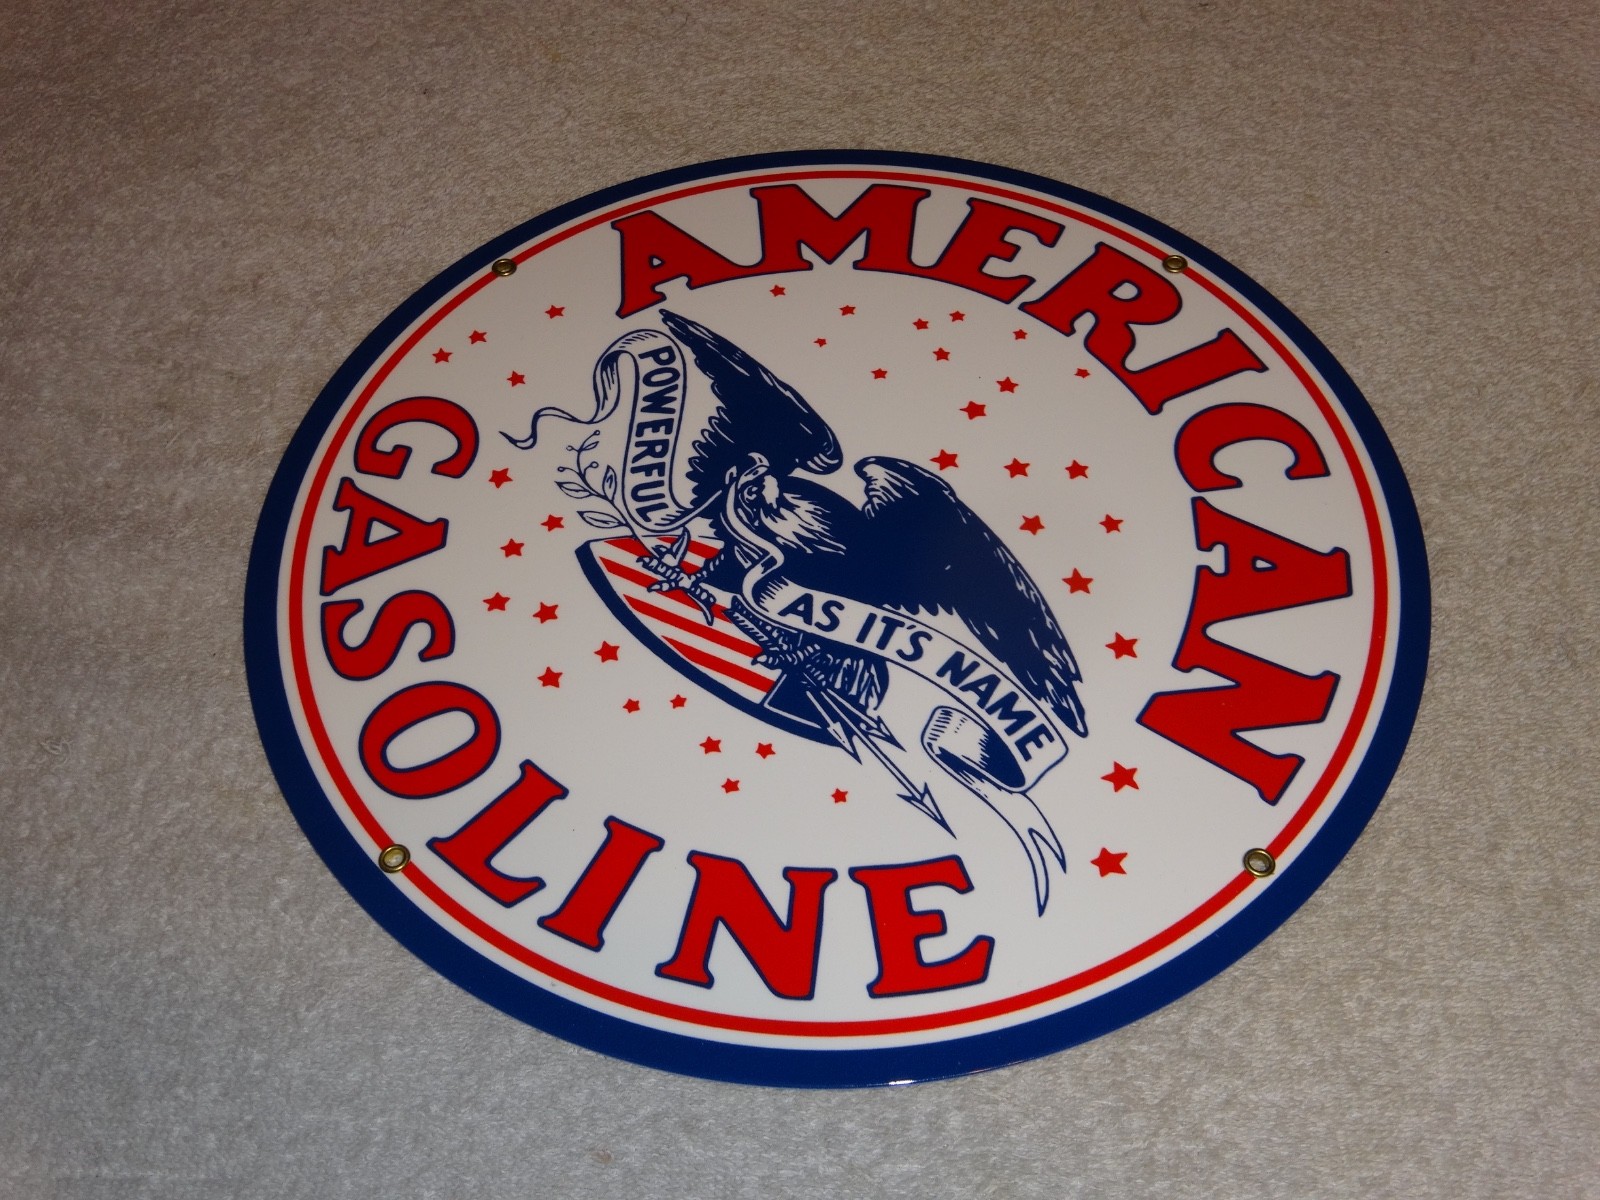 AMERICAN
POWERFUL
AS IT'S NAME
GASOLINE